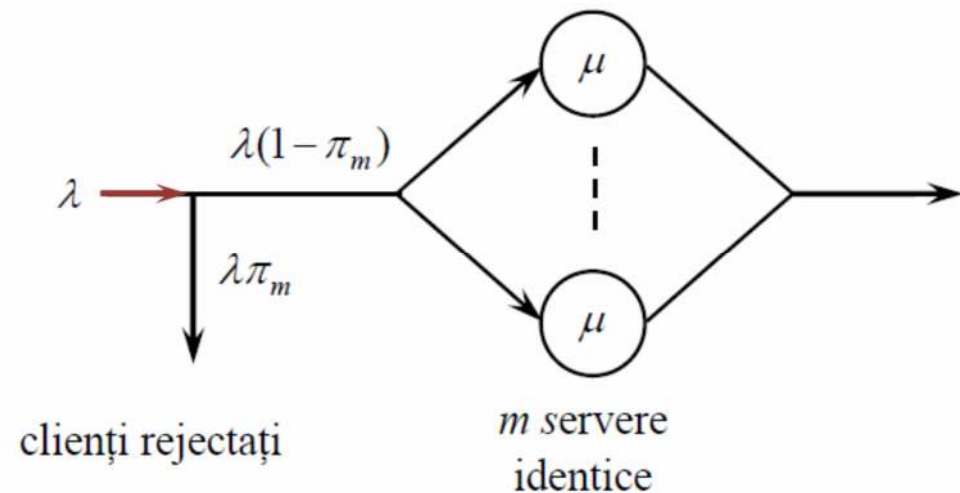 μ
λ(1 − π_m)
λ
λπ_m
μ
clienți rejectați
m servere
identice